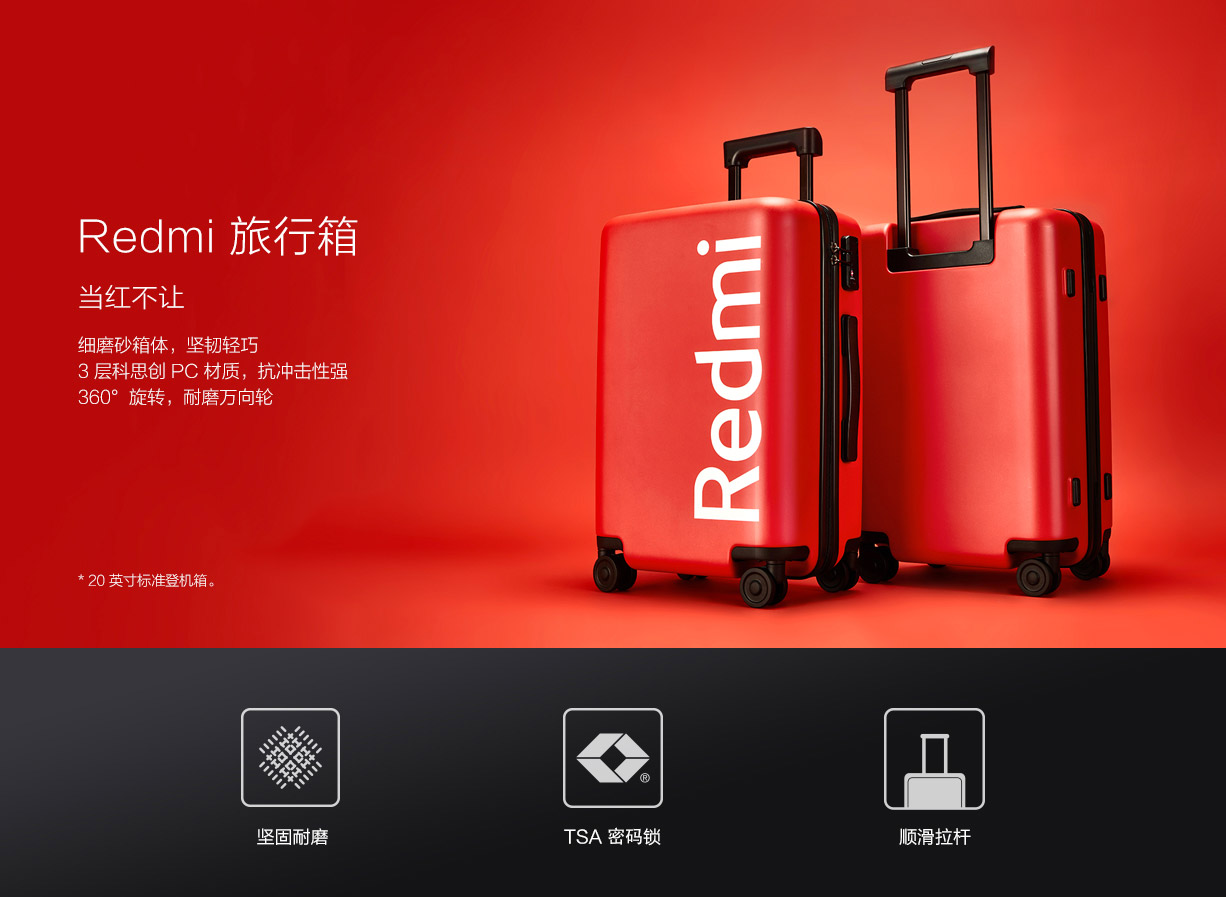 Redmi 旅行箱
当红不让
细磨砂箱体，坚韧轻巧
3 层科思创 PC 材质，抗冲击性强
360° 旋转，耐磨万向轮
* 20 英寸标准登机箱。
Redmi
®
坚固耐磨
TSA 密码锁
顺滑拉杆